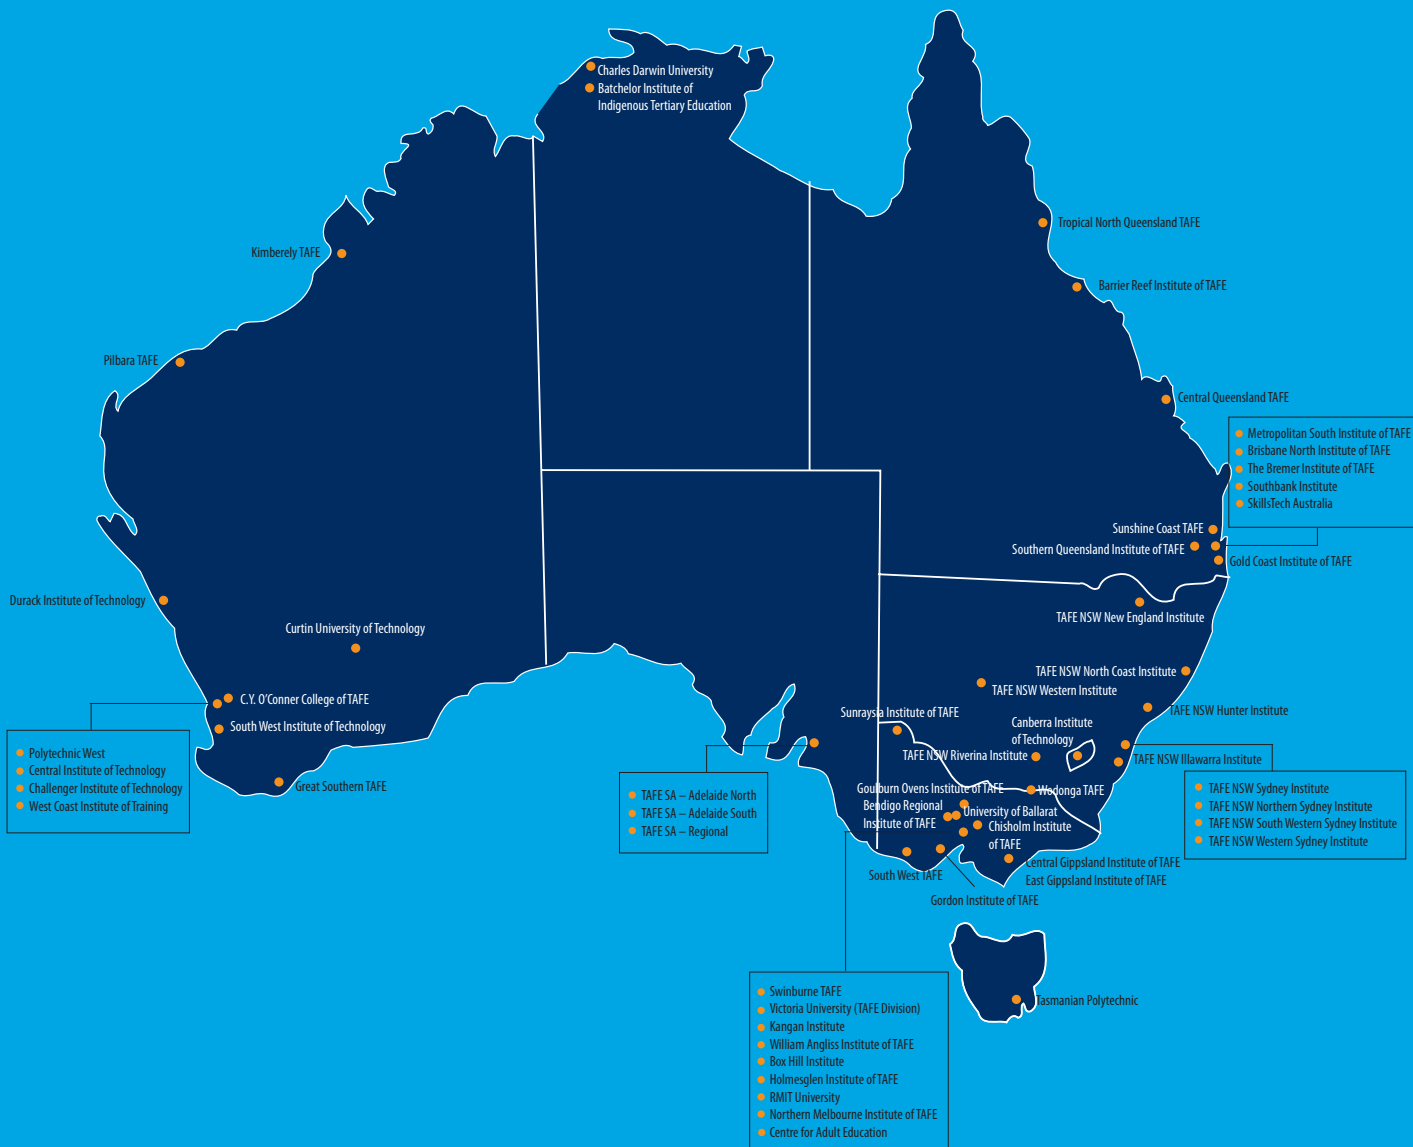 Charles Darwin University
Batchelor Institute of
Indigenous Tertiary Education
Tropical North Queensland TAFE
Kimberely TAFE
Barrier Reef Institute of TAFE
Pilbara TAFE
Central Queensland TAFE
Metropolitan South Institute of TAFE
Brisbane North Institute of TAFE
The Bremer Institute of TAFE
Southbank Institute
SkillsTech Australia
Sunshine Coast TAFE
Southern Queensland Institute of TAFE
Gold Coast Institute of TAFE
Durack Institute of Technology
TAFE NSW New England Institute
Curtin University of Technology
TAFE NSW North Coast Institute
TAFE NSW Western Institute
C.Y. O'Conner College of TAFE
Sunraysia Institute of TAFE
TAFE NSW Hunter Institute
South West Institute of Technology
Canberra Institute
of Technology
Polytechnic West
Central Institute of Technology
Challenger Institute of Technology
West Coast Institute of Training
TAFE NSW Riverina Institute
TAFE NSW Illawarra Institute
Great Southern TAFE
TAFE SA – Adelaide North
TAFE SA – Adelaide South
TAFE SA – Regional
Goulburn Ovens Institute of TAFE
Wodonga TAFE
TAFE NSW Sydney Institute
TAFE NSW Northern Sydney Institute
TAFE NSW South Western Sydney Institute
TAFE NSW Western Sydney Institute
Bendigo Regional
Institute of TAFE
University of Ballarat
Chisholm Institute
of TAFE
Central Gippsland Institute of TAFE
East Gippsland Institute of TAFE
South West TAFE
Gordon Institute of TAFE
Swinburne TAFE
Victoria University (TAFE Division)
Kangan Institute
William Angliss Institute of TAFE
Box Hill Institute
Holmesglen Institute of TAFE
RMIT University
Northern Melbourne Institute of TAFE
Centre for Adult Education
Tasmanian Polytechnic